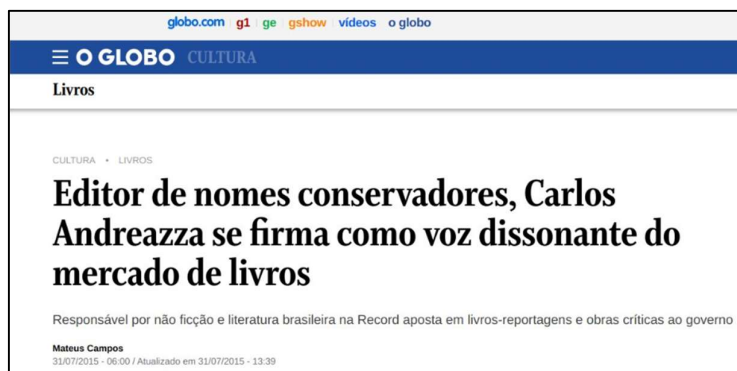 globo.com g1 ge gshow vídeos o globo
O GLOBO CULTURA
Livros
CULTURA • LIVROS
Editor de nomes conservadores, Carlos
Andreazza se firma como voz dissonante do
mercado de livros
Responsável por não ficção e literatura brasileira na Record aposta em livros-reportagens e obras críticas ao governo
Mateus Campos
31/07/2015 - 06:00 / Atualizado em 31/07/2015 - 13:39